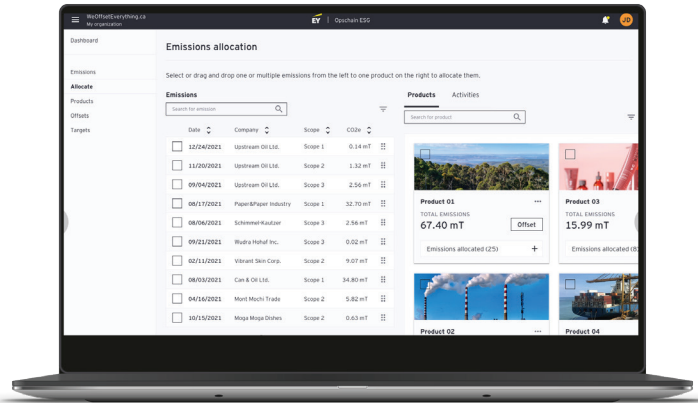 WeOffsetEverything.ca
My organization
EY | Opschain ESG
JD
Dashboard
Emissions
Allocate
Products
Offsets
Targets
Emissions allocation
Select or drag and drop one or multiple emissions from the left to one product on the right to allocate them.
Emissions
Search for emission
Date Company Scope CO2e
12/24/2021 Upstream Oil Ltd. Scope 1 0.14 mT
11/20/2021 Upstream Oil Ltd. Scope 2 1.32 mT
09/04/2021 Upstream Oil Ltd. Scope 3 2.56 mT
08/17/2021 Paper&Paper Industry Scope 1 32.70 mT
08/06/2021 Schimmel-Kautzer Scope 3 2.56 mT
09/21/2021 Wudra Hohaf Inc. Scope 3 0.02 mT
02/11/2021 Vibrant Skin Corp. Scope 2 9.07 mT
08/03/2021 Can & Oil Ltd. Scope 1 34.80 mT
04/16/2021 Mont Mochi Trade Scope 2 5.82 mT
10/15/2021 Moga Moga Dishes Scope 2 0.63 mT
Products Activities
Search for product
Product 01
TOTAL EMISSIONS
67.40 mT Offset
Emissions allocated (25) +
Product 03
TOTAL EMISSIONS
15.99 mT
Emissions allocated (8
Product 02
Product 04